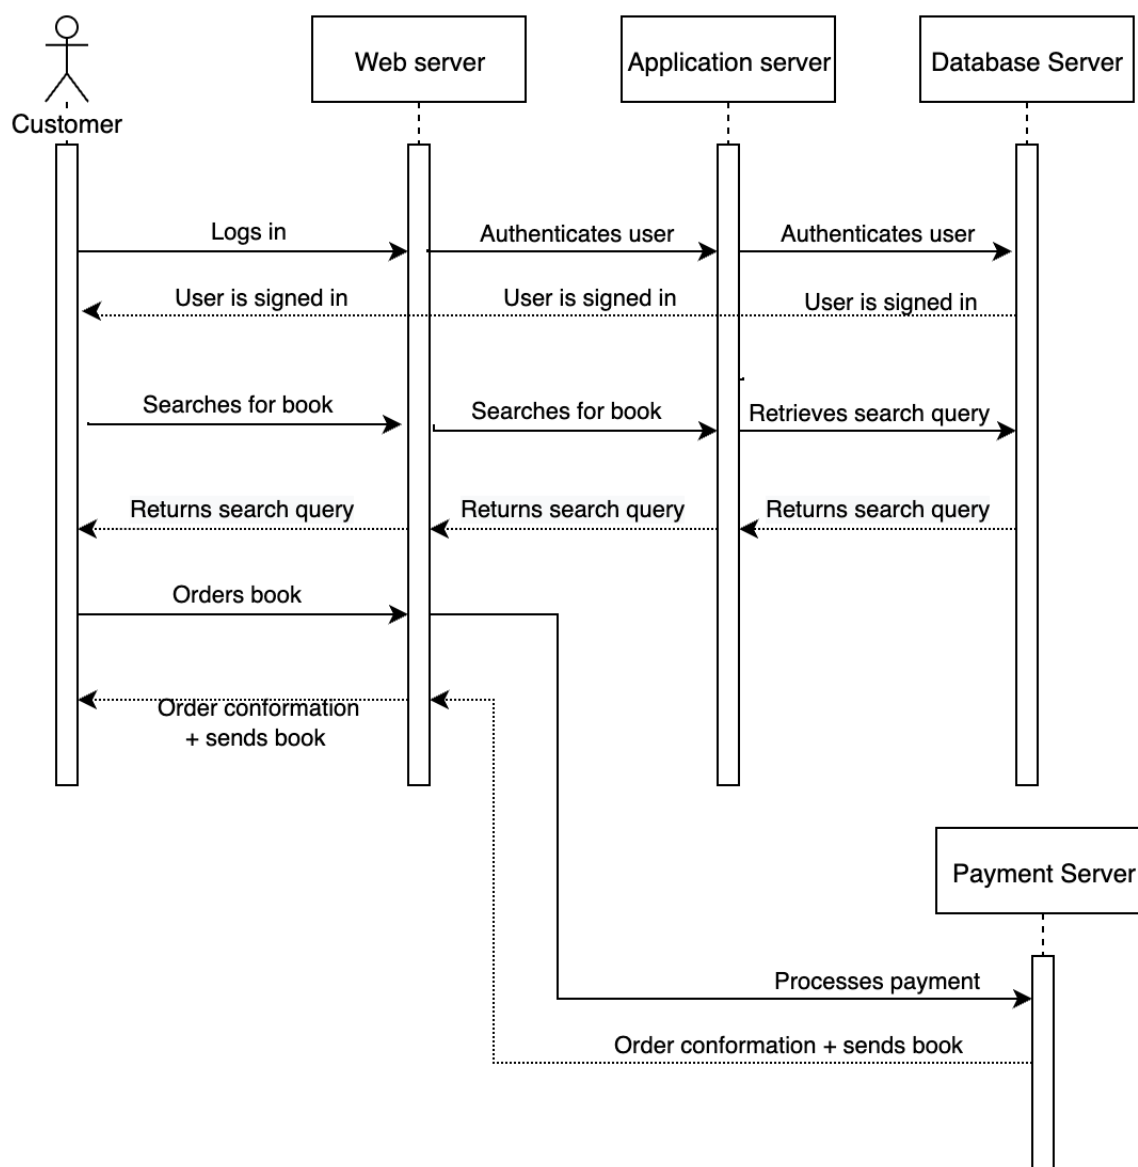 Customer
Web server
Application server
Database Server
Logs in
Authenticates user
Authenticates user
User is signed in
User is signed in
User is signed in
Searches for book
Searches for book
Retrieves search query
Returns search query
Returns search query
Returns search query
Orders book
Order conformation
+ sends book
Payment Server
Processes payment
Order conformation + sends book